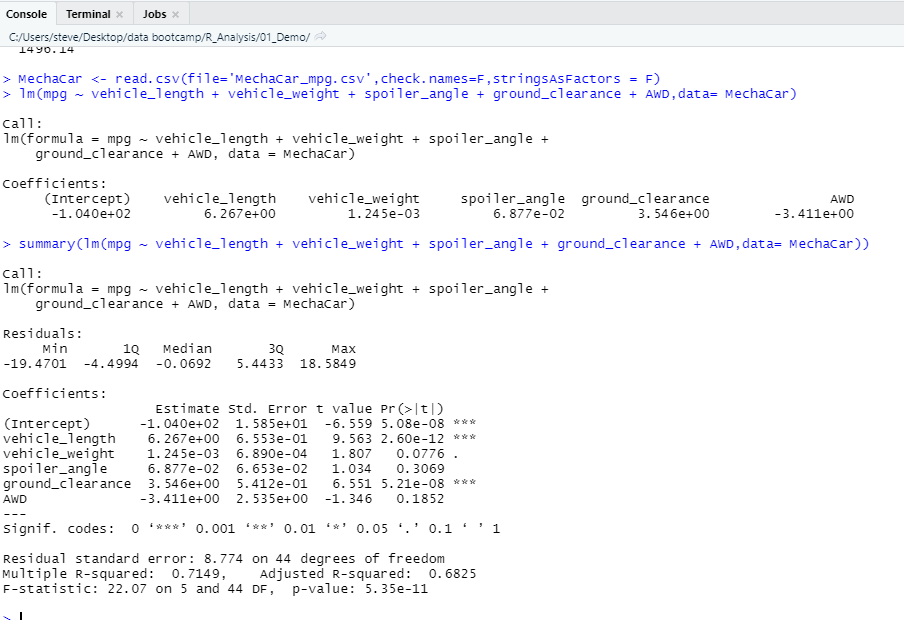 Console Terminal × Jobs ×
C:/Users/steve/Desktop/data bootcamp/R_Analysis/01_Demo/
1496.14
> MechaCar <- read.csv(file='MechaCar_mpg.csv',check.names=F,stringsAsFactors = F)
> lm(mpg ~ vehicle_length + vehicle_weight + spoiler_angle + ground_clearance + AWD,data= MechaCar)
Call:
lm(formula = mpg ~ vehicle_length + vehicle_weight + spoiler_angle +
    ground_clearance + AWD, data = MechaCar)
Coefficients:
     (Intercept)    vehicle_length    vehicle_weight     spoiler_angle  ground_clearance               AWD
      -1.040e+02         6.267e+00         1.245e-03         6.877e-02         3.546e+00        -3.411e+00
> summary(lm(mpg ~ vehicle_length + vehicle_weight + spoiler_angle + ground_clearance + AWD,data= MechaCar))
Call:
lm(formula = mpg ~ vehicle_length + vehicle_weight + spoiler_angle +
    ground_clearance + AWD, data = MechaCar)
Residuals:
     Min       1Q   Median       3Q      Max
-19.4701  -4.4994  -0.0692   5.4433  18.5849
Coefficients:
                   Estimate Std. Error t value Pr(>|t|)
(Intercept)      -1.040e+02  1.585e+01  -6.559 5.08e-08 ***
vehicle_length    6.267e+00  6.553e-01   9.563 2.60e-12 ***
vehicle_weight    1.245e-03  6.890e-04   1.807   0.0776 .
spoiler_angle     6.877e-02  6.653e-02   1.034   0.3069
ground_clearance  3.546e+00  5.412e-01   6.551 5.21e-08 ***
AWD              -3.411e+00  2.535e+00  -1.346   0.1852
---
Signif. codes:  0 ‘***’ 0.001 ‘**’ 0.01 ‘*’ 0.05 ‘.’ 0.1 ‘ ’ 1
Residual standard error: 8.774 on 44 degrees of freedom
Multiple R-squared:  0.7149,    Adjusted R-squared:  0.6825
F-statistic: 22.07 on 5 and 44 DF,  p-value: 5.35e-11
>